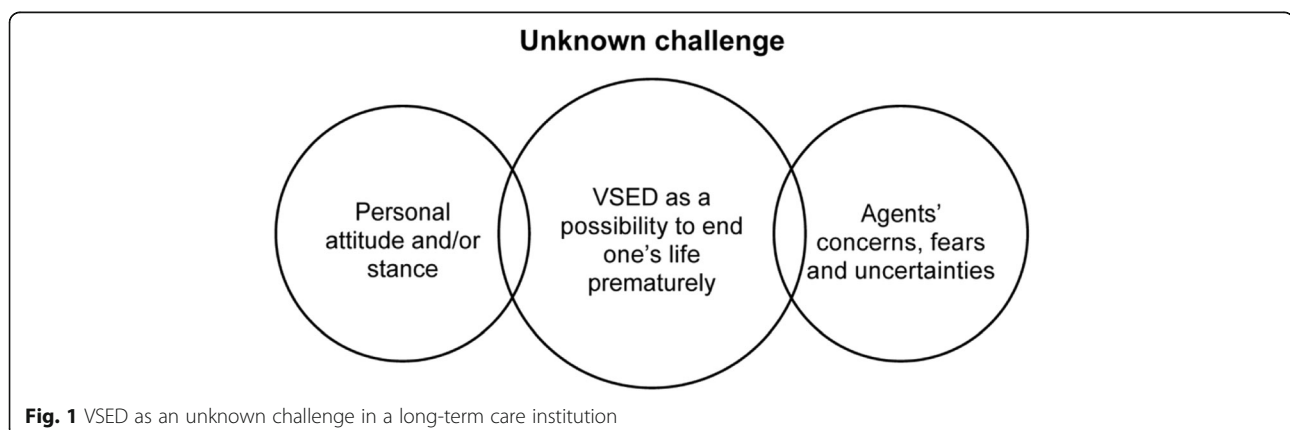 Unknown challenge
Personal
attitude and/or
stance
VSED as a
possibility to end
one’s life
prematurely
Agents’
concerns, fears
and uncertainties
Fig. 1 VSED as an unknown challenge in a long-term care institution